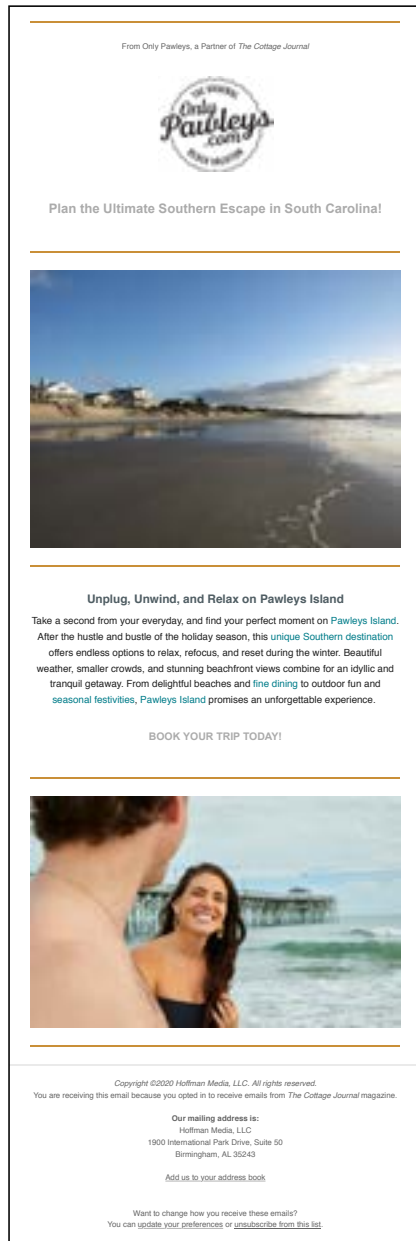 From Only Pawleys, a Partner of The Cottage Journal
THE ORIGINAL
Only
Pawleys
.com
BEACH VACATION
Plan the Ultimate Southern Escape in South Carolina!
Unplug, Unwind, and Relax on Pawleys Island
Take a second from your everyday, and find your perfect moment on Pawleys Island.
After the hustle and bustle of the holiday season, this unique Southern destination
offers endless options to relax, refocus, and reset during the winter. Beautiful
weather, smaller crowds, and stunning beachfront views combine for an idyllic and
tranquil getaway. From delightful beaches and fine dining to outdoor fun and
seasonal festivities, Pawleys Island promises an unforgettable experience.
BOOK YOUR TRIP TODAY!
Copyright ©2020 Hoffman Media, LLC. All rights reserved.
You are receiving this email because you opted in to receive emails from The Cottage Journal magazine.
Our mailing address is:
Hoffman Media, LLC
1900 International Park Drive, Suite 50
Birmingham, AL 35243
Add us to your address book
Want to change how you receive these emails?
You can update your preferences or unsubscribe from this list.